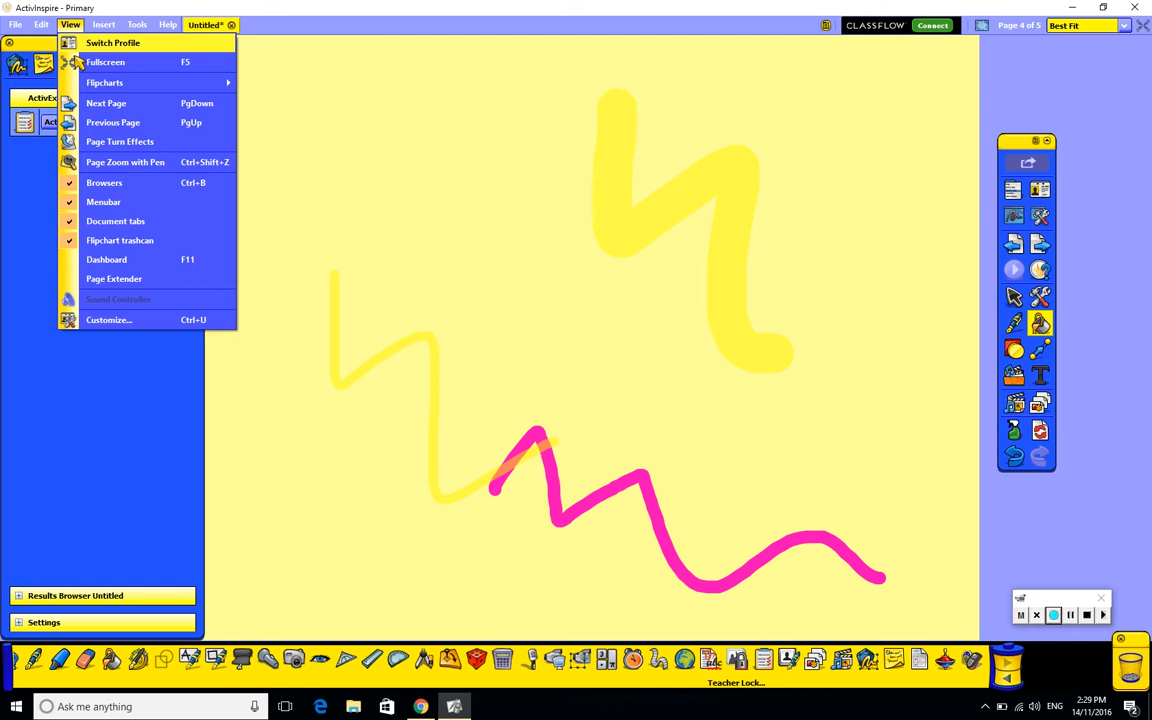 ActivInspire - Primary
File Edit View Insert Tools Help Untitled* CLASSFLOW Connect Page 4 of 5 Best Fit
Switch Profile
Fullscreen F5
Flipcharts
ActivEx
Next Page PgDown
Act
Previous Page PgUp
Page Turn Effects
Page Zoom with Pen Ctrl+Shift+Z
Browsers Ctrl+B
Menubar
Document tabs
Flipchart trashcan
Dashboard F11
Page Extender
Sound Controller
Customize... Ctrl+U
Results Browser Untitled
M
Settings
Teacher Lock...
Ask me anything
ENG
2:29 PM
14/11/2016
2